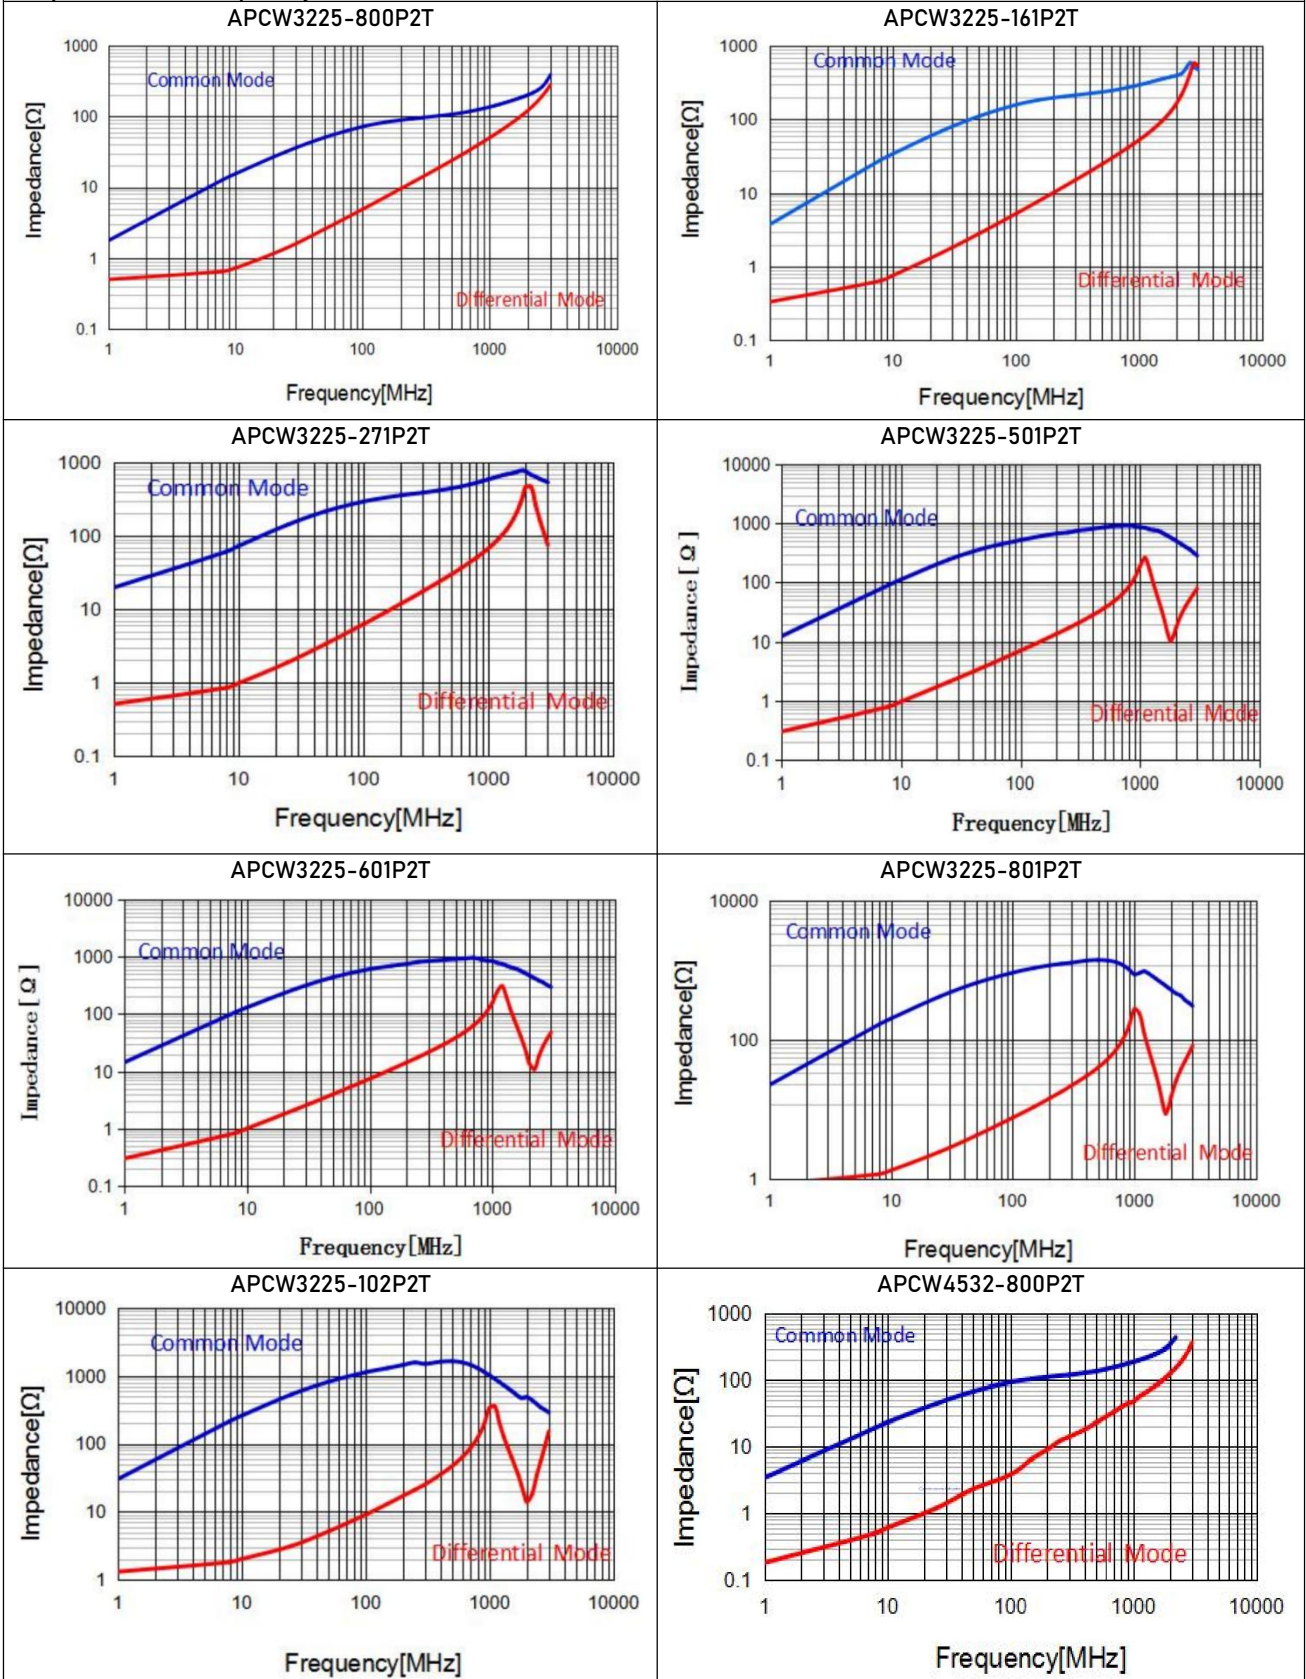 APCW3225-800P2T
1000
100
10
1
0.1
Impedance[Ω]
Common Mode
Differential Mode
1 10 100 1000 10000
Frequency[MHz]
APCW3225-161P2T
1000
100
10
1
0.1
Impedance[Ω]
Common Mode
Differential Mode
1 10 100 1000 10000
Frequency[MHz]
APCW3225-271P2T
1000
100
10
1
0.1
Impedance[Ω]
Common Mode
Differential Mode
1 10 100 1000 10000
Frequency[MHz]
APCW3225-501P2T
10000
1000
100
10
1
0.1
Impedance[Ω]
Common Mode
Differential Mode
1 10 100 1000 10000
Frequency[MHz]
APCW3225-601P2T
10000
1000
100
10
1
0.1
Impedance[Ω]
Common Mode
Differential Mode
1 10 100 1000 10000
Frequency[MHz]
APCW3225-801P2T
10000
100
1
Impedance[Ω]
Common Mode
Differential Mode
1 10 100 1000 10000
Frequency[MHz]
APCW3225-102P2T
10000
1000
100
10
1
Impedance[Ω]
Common Mode
Differential Mode
1 10 100 1000 10000
Frequency[MHz]
APCW4532-800P2T
1000
100
10
1
0.1
Impedance[Ω]
Common Mode
Differential Mode
1 10 100 1000 10000
Frequency[MHz]